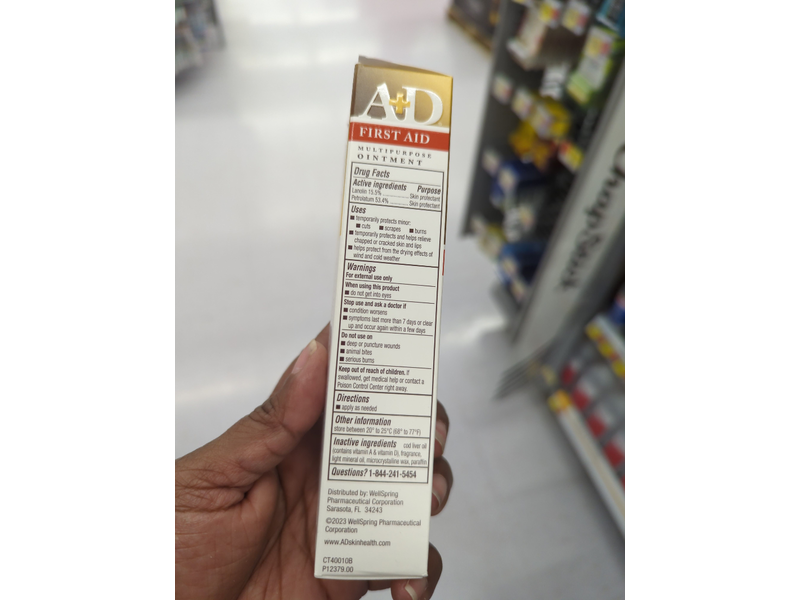 A+D
FIRST AID
MULTIPURPOSE
OINTMENT
Drug Facts
Active ingredients Purpose
Lanolin 15.5% Skin protectant
Petrolatum 53.4% Skin protectant
Uses
■ temporarily protects minor:
■ cuts ■ scrapes ■ burns
■ temporarily protects and helps relieve
chapped or cracked skin and lips
■ helps protect from the drying effects of
wind and cold weather
Warnings
For external use only
When using this product
■ do not get into eyes
Stop use and ask a doctor if
■ condition worsens
■ symptoms last more than 7 days or clear
up and occur again within a few days
Do not use on
■ deep or puncture wounds
■ animal bites
■ serious burns
Keep out of reach of children. If
swallowed, get medical help or contact a
Poison Control Center right away.
Directions
■ apply as needed
Other information
store between 20° to 25°C (68° to 77°F)
Inactive ingredients cod liver oil
(contains vitamin A & vitamin D), fragrance,
light mineral oil, microcrystalline wax, paraffin
Questions? 1-844-241-5454
Distributed by: WellSpring
Pharmaceutical Corporation
Sarasota, FL 34243
©2023 WellSpring Pharmaceutical
Corporation
www.ADskinhealth.com
CT40010B
P12379.00
ChapStick